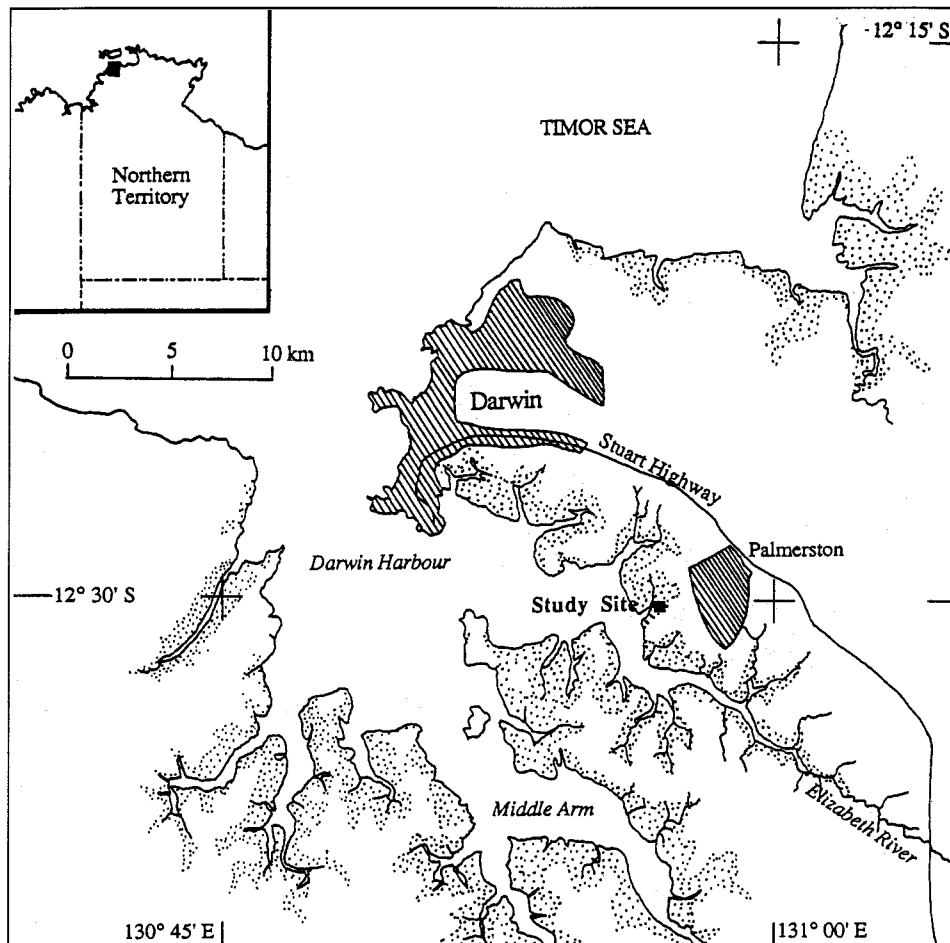 12° 15' S
TIMOR SEA
Northern
Territory
0 5 10 km
Darwin
Stuart Highway
Palmerston
Darwin Harbour
12° 30' S
Study Site
Middle Arm
Elizabeth River
130° 45' E
131° 00' E